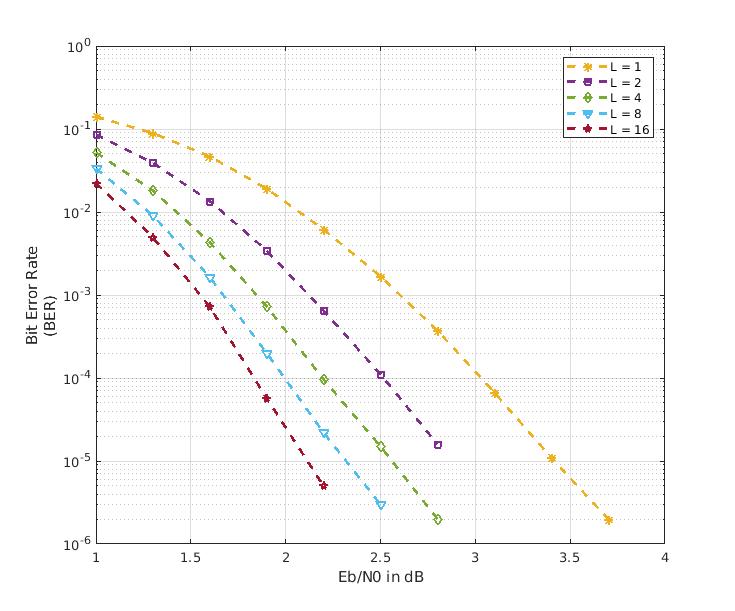 10^0
10^-1
10^-2
10^-3
10^-4
10^-5
10^-6
Bit Error Rate
(BER)
L = 1
L = 2
L = 4
L = 8
L = 16
1 1.5 2 2.5 3 3.5 4
Eb/N0 in dB